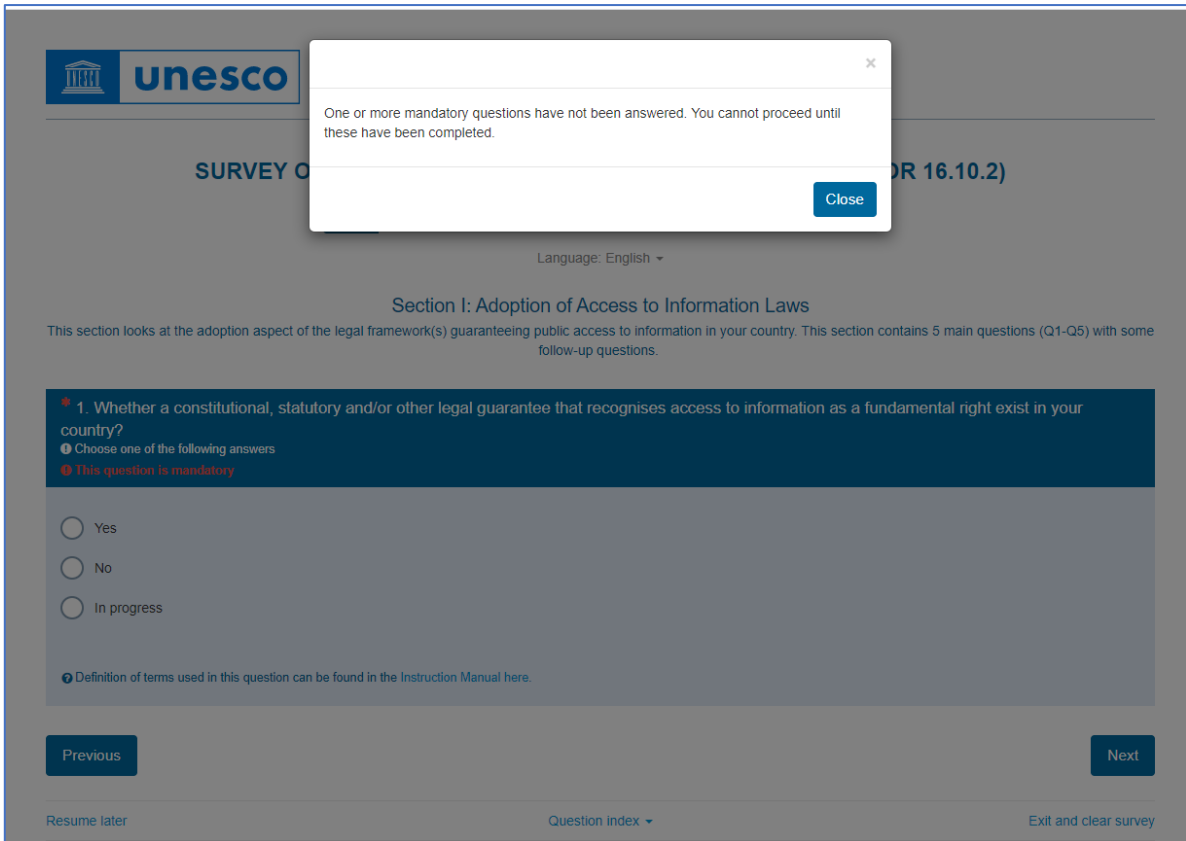 unesco
×
One or more mandatory questions have not been answered. You cannot proceed until
these have been completed.
Close
SURVEY O
OR 16.10.2)
Language: English
Section I: Adoption of Access to Information Laws
This section looks at the adoption aspect of the legal framework(s) guaranteeing public access to information in your country. This section contains 5 main questions (Q1-Q5) with some
follow-up questions.
* 1. Whether a constitutional, statutory and/or other legal guarantee that recognises access to information as a fundamental right exist in your
country?
Choose one of the following answers
This question is mandatory
Yes
No
In progress
Definition of terms used in this question can be found in the Instruction Manual here.
Previous
Next
Resume later
Question index
Exit and clear survey